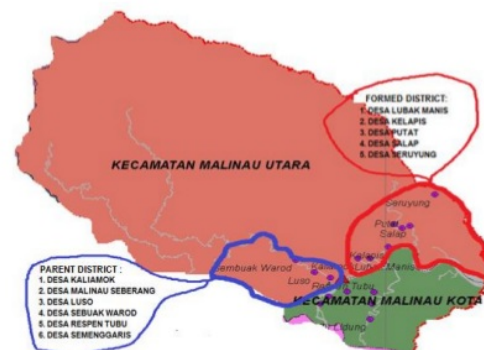 FORMED DISTRICT:
1. DESA LUBAK MANIS
2. DESA KELAPIS
3. DESA PUTAT
4. DESA SALAP
5. DESA SERUYUNG
KECAMATAN MALINAU UTARA
Seruyung
Salap
Kelapis
Sembuak Warod
Luso
Tubu
KECAMATAN MALINAU KOTA
PARENT DISTRICT :
1. DESA KALIAMOK
2. DESA MALINAU SEBERANG
3. DESA LUSO
4. DESA SEBUAK WAROD
5. DESA RESPEN TUBU
6. DESA SEMENGGARIS